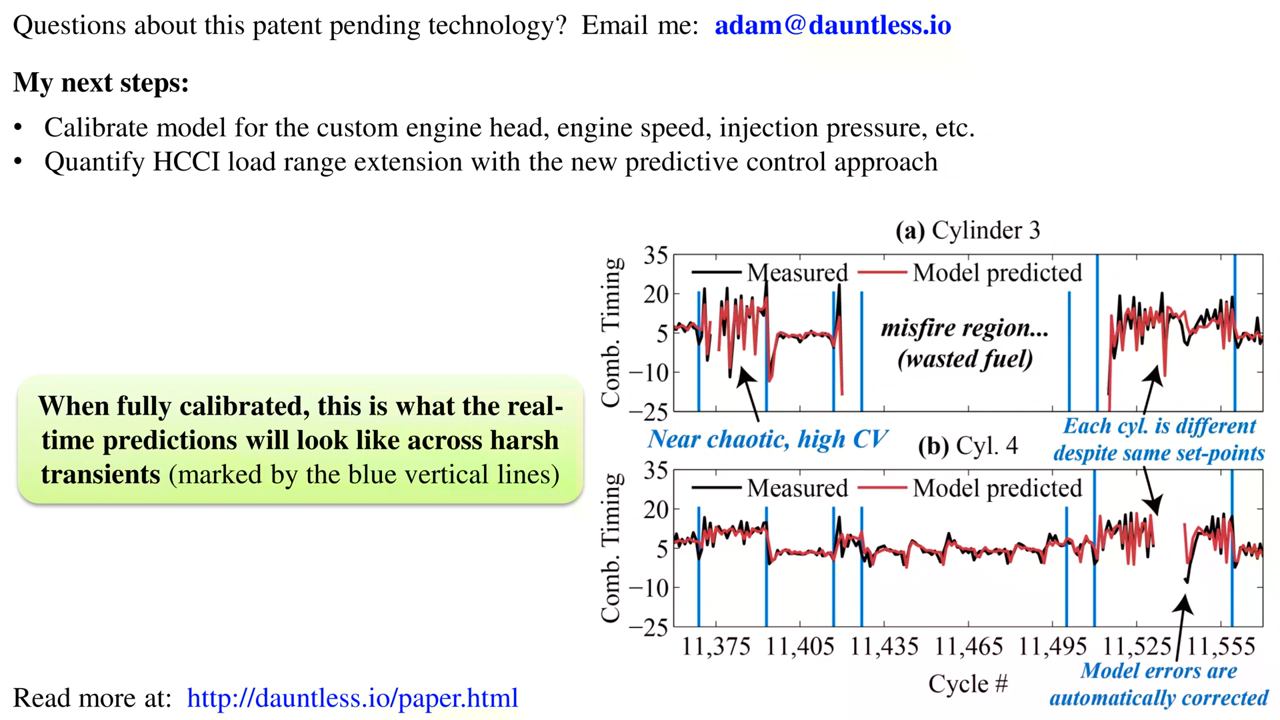 Questions about this patent pending technology?  Email me:  adam@dauntless.io
My next steps:
• Calibrate model for the custom engine head, engine speed, injection pressure, etc.
• Quantify HCCI load range extension with the new predictive control approach
When fully calibrated, this is what the real-
time predictions will look like across harsh
transients (marked by the blue vertical lines)
(a) Cylinder 3
Comb. Timing
35
20
5
−10
−25
Measured
Model predicted
misfire region...
(wasted fuel)
Near chaotic, high CV
Each cyl. is different
despite same set-points
(b) Cyl. 4
Comb. Timing
35
20
5
−10
−25
Measured
Model predicted
11,375 11,405 11,435 11,465 11,495 11,525 11,555
Cycle #
Model errors are
automatically corrected
Read more at:  http://dauntless.io/paper.html